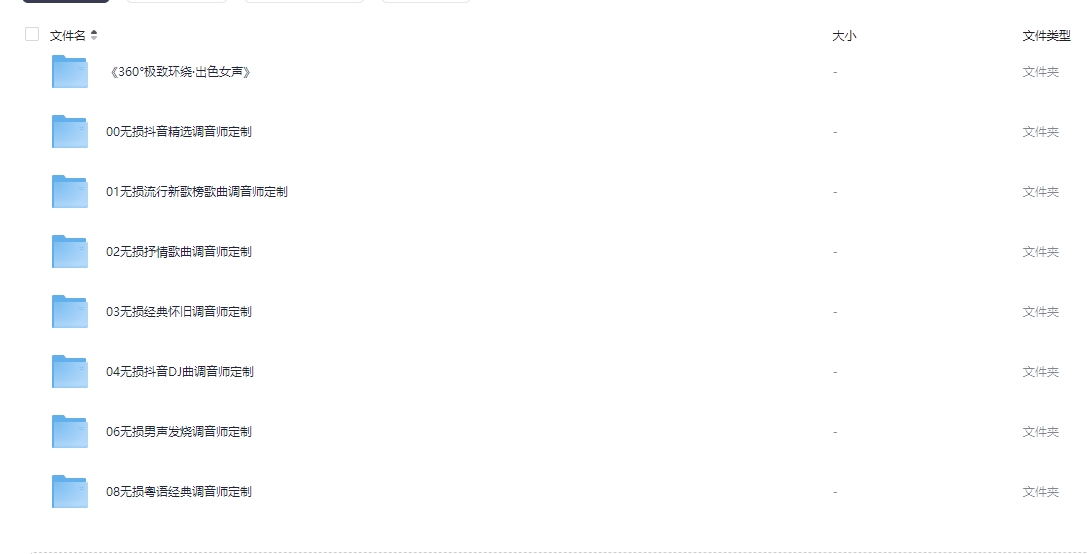 文件名 大小 文件类型
《360°极致环绕·出色女声》 - 文件夹
00无损抖音精选调音师定制 - 文件夹
01无损流行新歌榜歌曲调音师定制 - 文件夹
02无损抒情歌曲调音师定制 - 文件夹
03无损经典怀旧调音师定制 - 文件夹
04无损抖音DJ曲调音师定制 - 文件夹
06无损男声发烧调音师定制 - 文件夹
08无损粤语经典调音师定制 - 文件夹